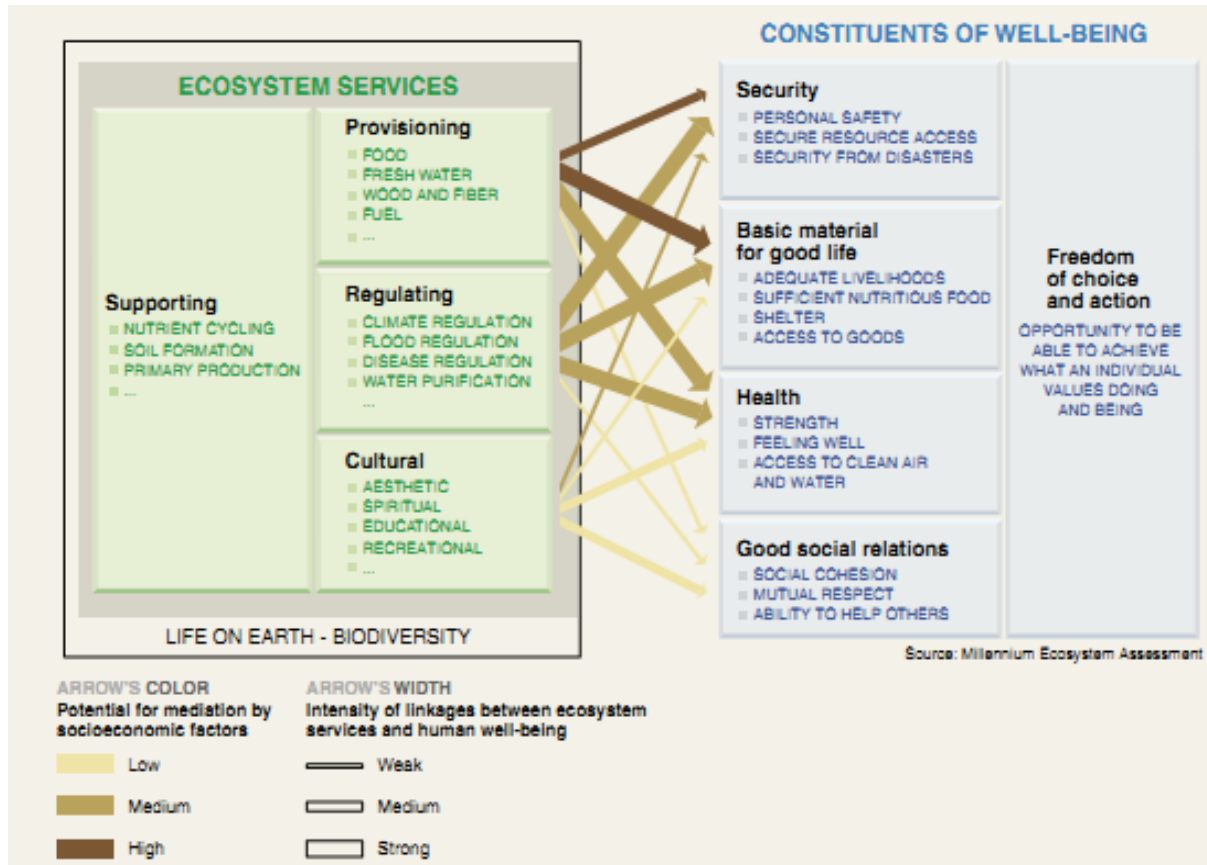 CONSTITUENTS OF WELL-BEING
ECOSYSTEM SERVICES
Supporting
NUTRIENT CYCLING
SOIL FORMATION
PRIMARY PRODUCTION
...
Provisioning
FOOD
FRESH WATER
WOOD AND FIBER
FUEL
...
Regulating
CLIMATE REGULATION
FLOOD REGULATION
DISEASE REGULATION
WATER PURIFICATION
...
Cultural
AESTHETIC
SPIRITUAL
EDUCATIONAL
RECREATIONAL
...
LIFE ON EARTH - BIODIVERSITY
Security
PERSONAL SAFETY
SECURE RESOURCE ACCESS
SECURITY FROM DISASTERS
Basic material
for good life
ADEQUATE LIVELIHOODS
SUFFICIENT NUTRITIOUS FOOD
SHELTER
ACCESS TO GOODS
Health
STRENGTH
FEELING WELL
ACCESS TO CLEAN AIR
AND WATER
Good social relations
SOCIAL COHESION
MUTUAL RESPECT
ABILITY TO HELP OTHERS
Freedom
of choice
and action
OPPORTUNITY TO BE
ABLE TO ACHIEVE
WHAT AN INDIVIDUAL
VALUES DOING
AND BEING
Source: Millennium Ecosystem Assessment
ARROW'S COLOR
Potential for mediation by
socioeconomic factors
Low
Medium
High
ARROW'S WIDTH
Intensity of linkages between ecosystem
services and human well-being
Weak
Medium
Strong